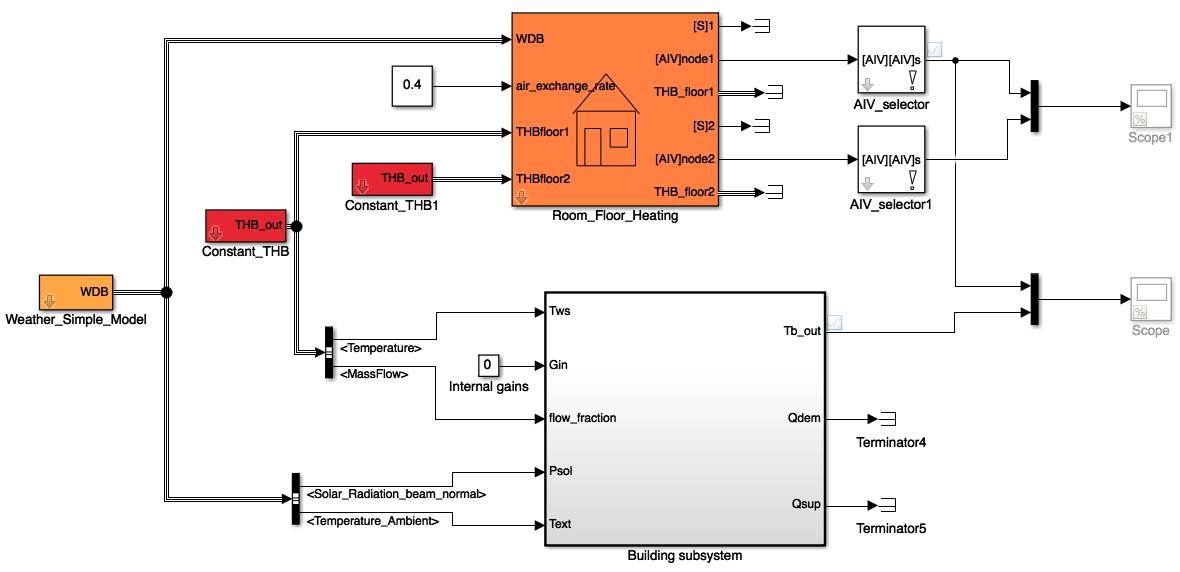 [S]1
WDB
[AIV]node1
[AIV][AIV]s
0.4
air_exchange_rate
THB_floor1
AIV_selector
%
Scope1
THBfloor1
[S]2
[AIV]node2
[AIV][AIV]s
THB_out
THBfloor2
THB_floor2
Constant_THB1
AIV_selector1
Room_Floor_Heating
THB_out
Constant_THB
WDB
Weather_Simple_Model
%
Scope
Tws
Tb_out
<Temperature>
0
Gin
<MassFlow>
Internal gains
flow_fraction
Qdem
Terminator4
Psol
<Solar_Radiation_beam_normal>
Qsup
<Temperature_Ambient>
Text
Terminator5
Building subsystem